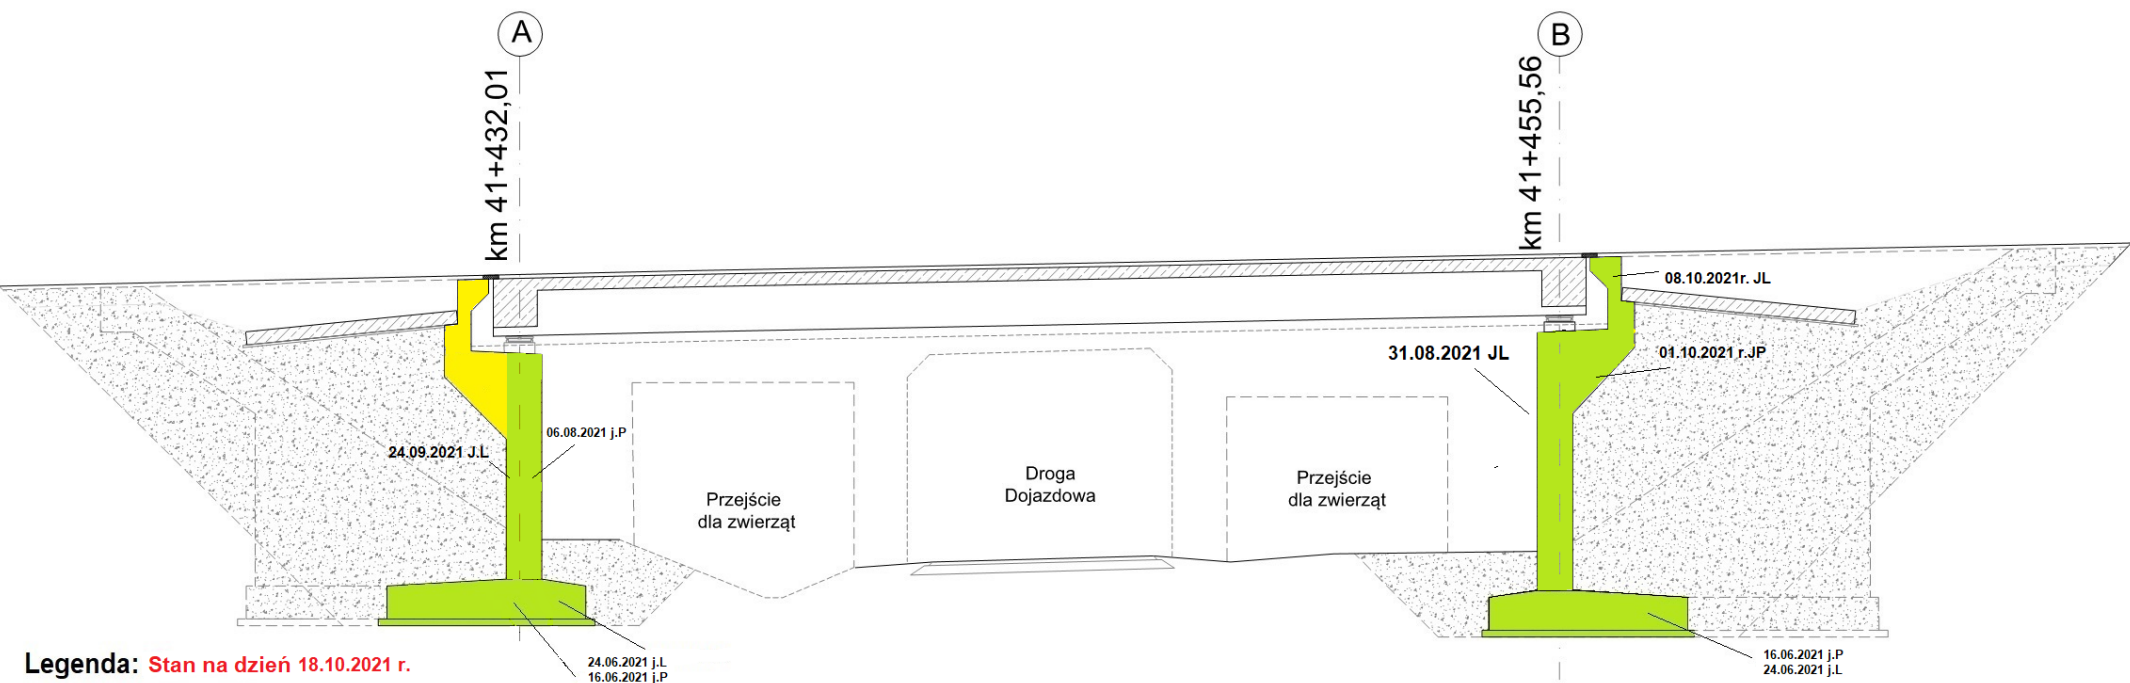 A
B
km 41+432,01
km 41+455,56
08.10.2021r. JL
31.08.2021 JL
01.10.2021 r.JP
06.08.2021 j.P
24.09.2021 J.L
Przejście
dla zwierząt
Droga
Dojazdowa
Przejście
dla zwierząt
24.06.2021 j.L
16.06.2021 j.P
16.06.2021 j.P
24.06.2021 j.L
Legenda: Stan na dzień 18.10.2021 r.